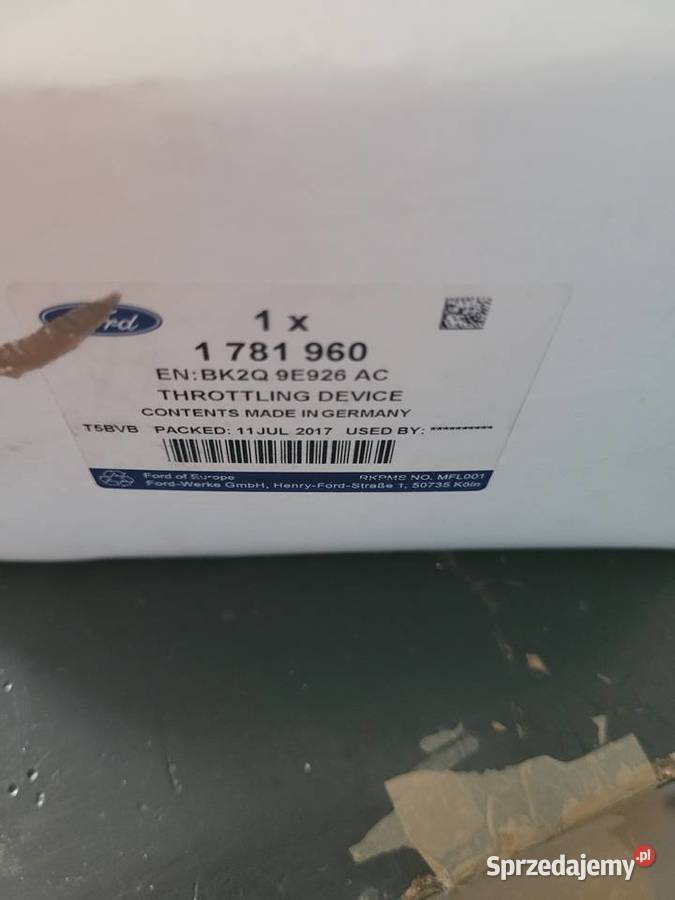 Ford
1 x
1 781 960
EN:BK2Q 9E926 AC
THROTTLING DEVICE
CONTENTS MADE IN GERMANY
T5BVB PACKED: 11 JUL 2017 USED BY: **********
Ford of Europe RKPMS NO. MFL001
Ford-Werke GmbH, Henry-Ford-Straße 1, 50735 Köln
Sprzedajemy.pl